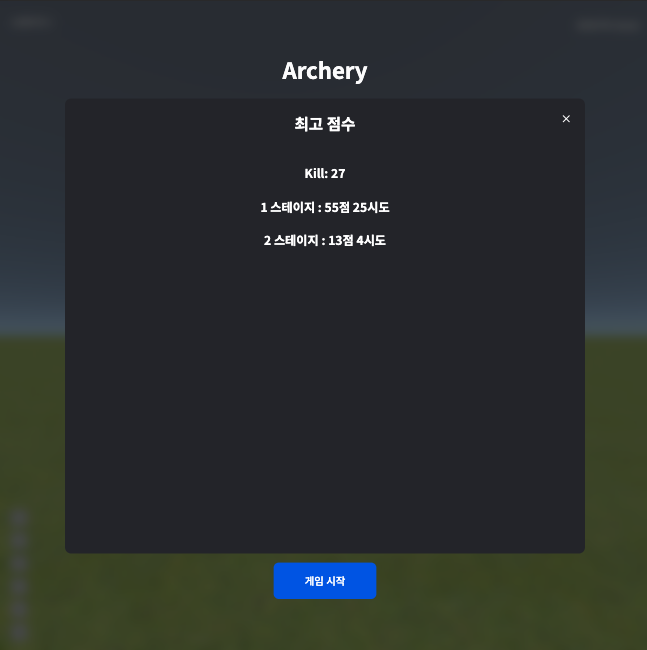 Archery
최고 점수
Kill: 27
1 스테이지 : 55점 25시도
2 스테이지 : 13점 4시도
게임 시작